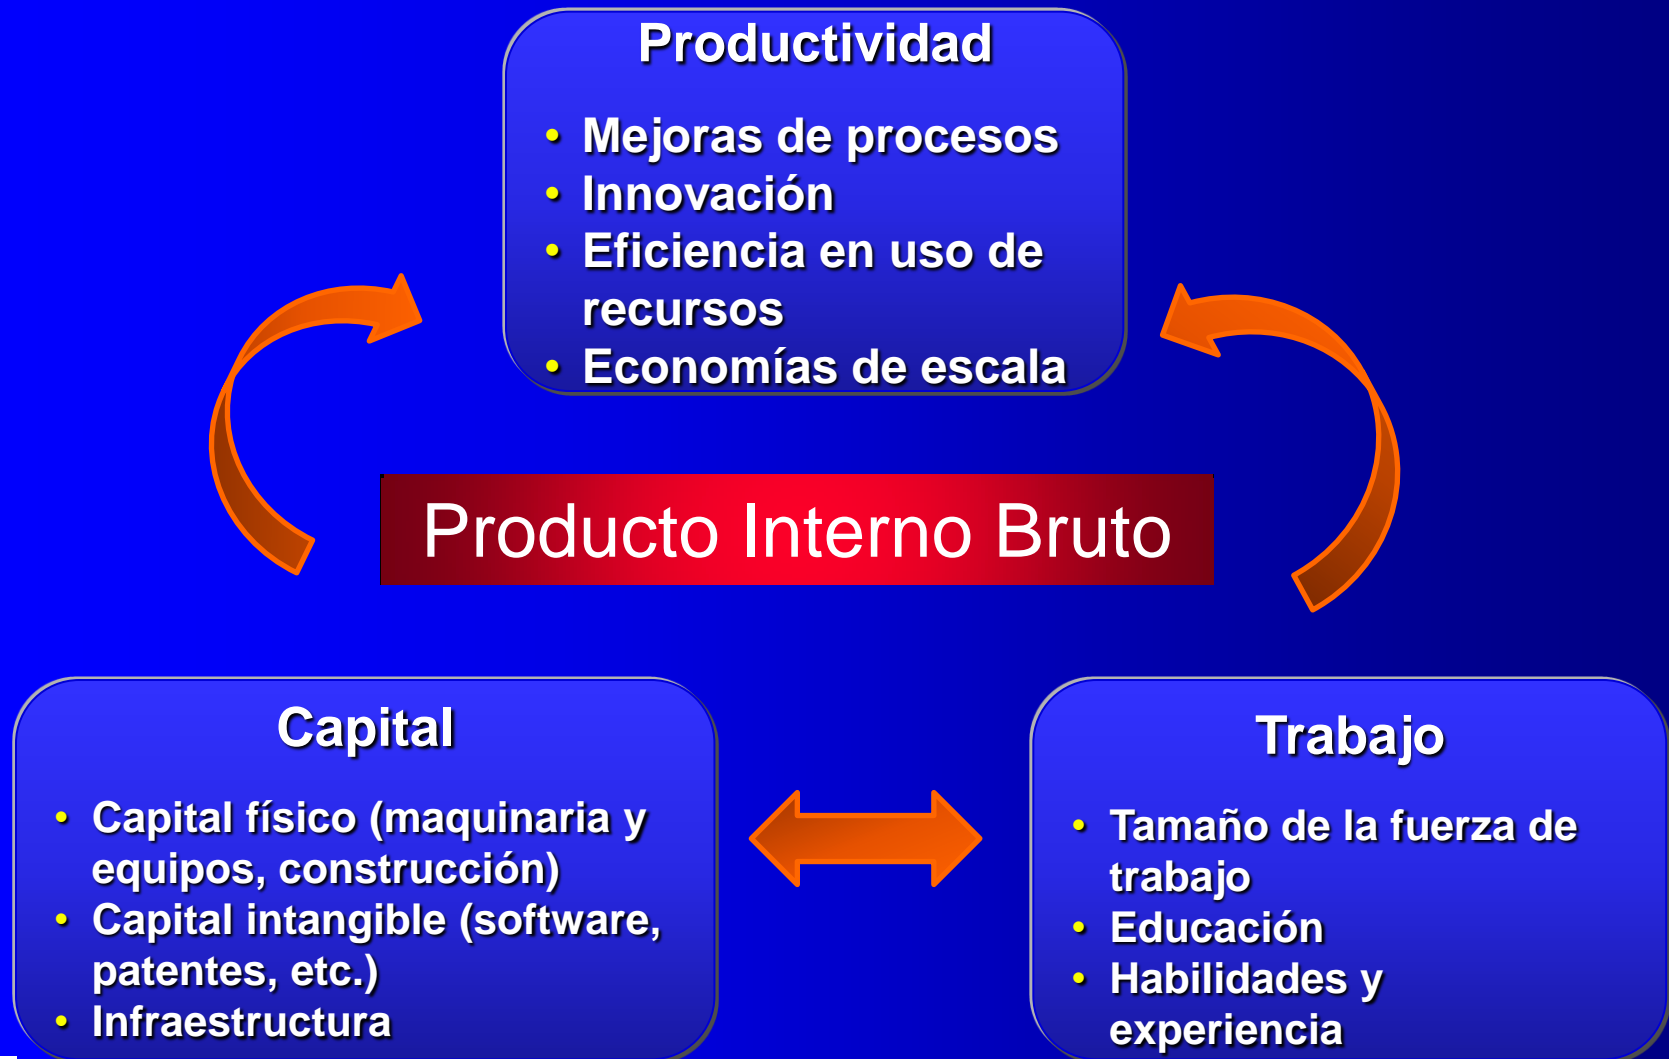 Productividad
• Mejoras de procesos
• Innovación
• Eficiencia en uso de
recursos
• Economías de escala
Producto Interno Bruto
Capital
• Capital físico (maquinaria y
equipos, construcción)
• Capital intangible (software,
patentes, etc.)
• Infraestructura
Trabajo
• Tamaño de la fuerza de
trabajo
• Educación
• Habilidades y
experiencia